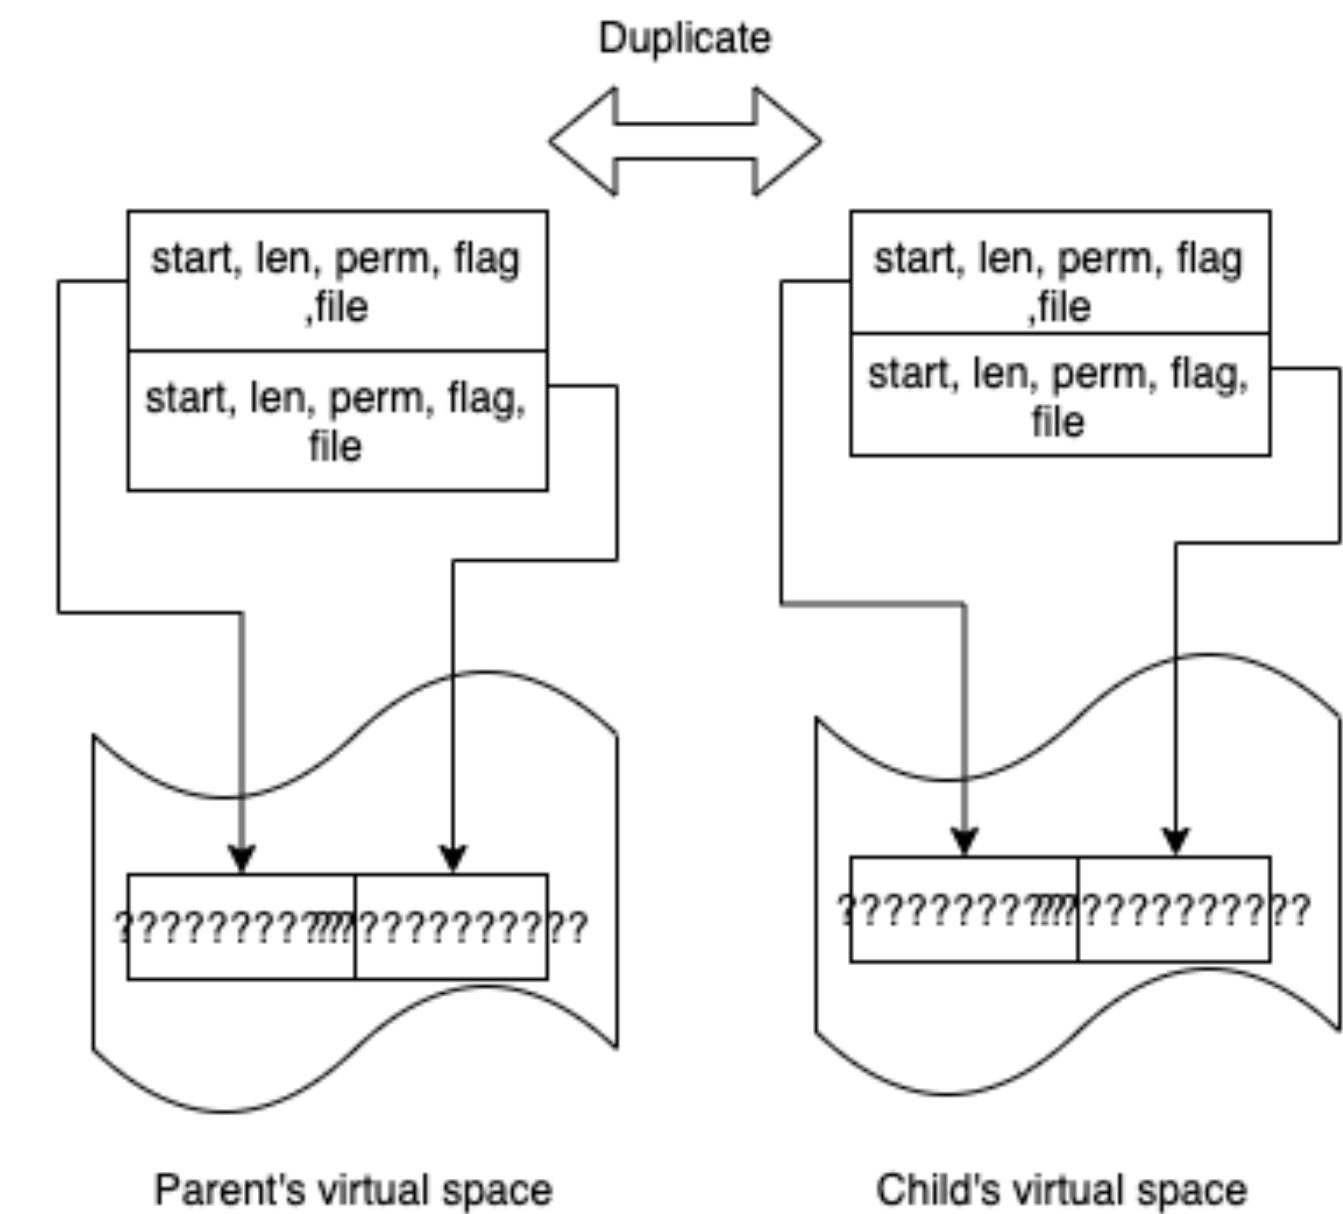 Duplicate
start, len, perm, flag
,file
start, len, perm, flag,
file
start, len, perm, flag
,file
start, len, perm, flag,
file
Parent's virtual space
Child's virtual space